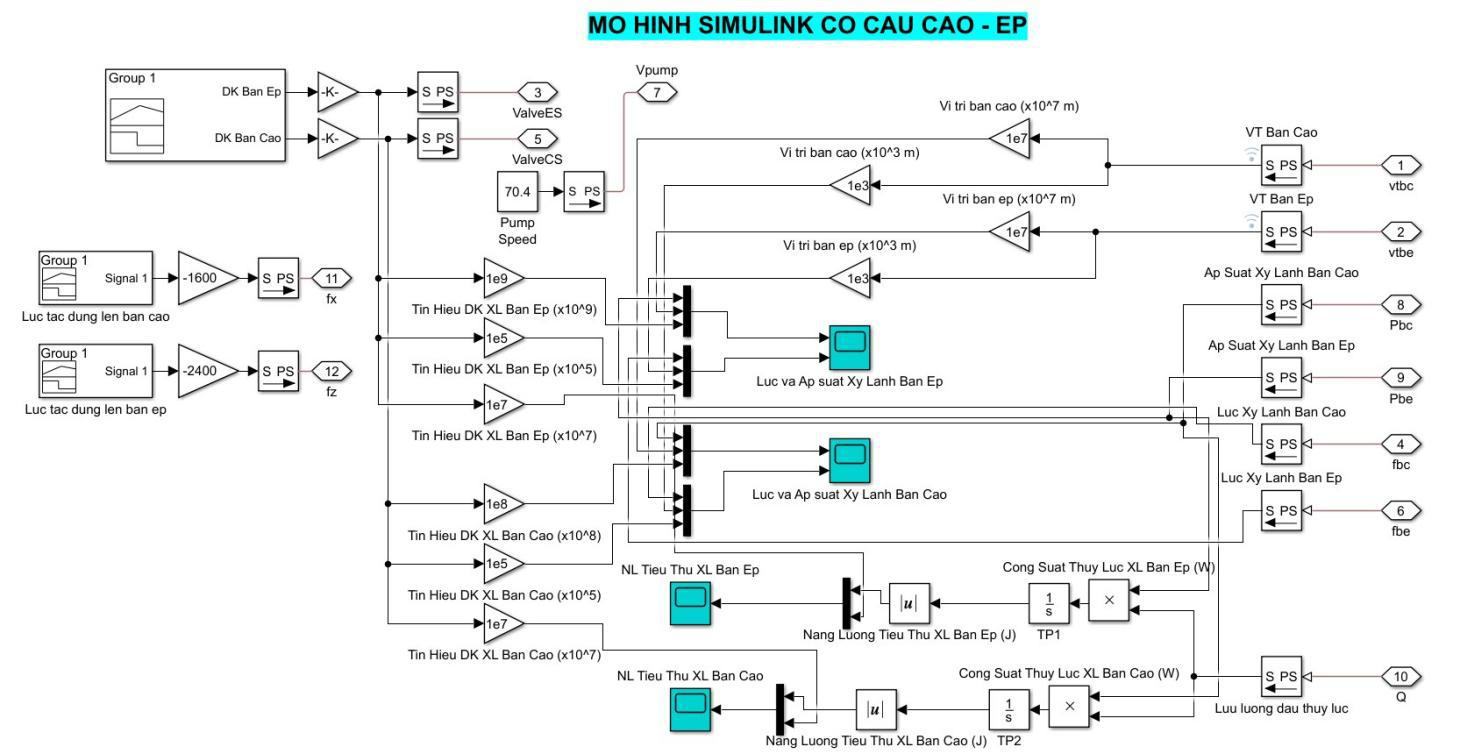 MO HINH SIMULINK CO CAU CAO - EP
Group 1
DK Ban Ep
DK Ban Cao
-K-
-K-
S PS
3
ValveES
S PS
5
ValveCS
Vpump
7
70.4
Pump
Speed
S PS
Group 1
Signal 1
-1600
S PS
11
fx
Luc tac dung len ban cao
Group 1
Signal 1
-2400
S PS
12
fz
Luc tac dung len ban ep
1e9
Tin Hieu DK XL Ban Ep (x10^9)
1e5
Tin Hieu DK XL Ban Ep (x10^5)
1e7
Tin Hieu DK XL Ban Ep (x10^7)
1e8
Tin Hieu DK XL Ban Cao (x10^8)
1e5
Tin Hieu DK XL Ban Cao (x10^5)
1e7
Tin Hieu DK XL Ban Cao (x10^7)
Vi tri ban cao (x10^7 m)
1e7
Vi tri ban cao (x10^3 m)
1e3
Vi tri ban ep (x10^7 m)
1e7
Vi tri ban ep (x10^3 m)
1e3
Luc va Ap suat Xy Lanh Ban Ep
Luc va Ap suat Xy Lanh Ban Cao
VT Ban Cao
S PS
1
vtbc
VT Ban Ep
S PS
2
vtbe
Ap Suat Xy Lanh Ban Cao
S PS
8
Pbc
Ap Suat Xy Lanh Ban Ep
S PS
9
Pbe
Luc Xy Lanh Ban Cao
S PS
4
fbc
Luc Xy Lanh Ban Ep
S PS
6
fbe
NL Tieu Thu XL Ban Ep
|u|
Nang Luong Tieu Thu XL Ban Ep (J)
1
s
TP1
Cong Suat Thuy Luc XL Ban Ep (W)
×
NL Tieu Thu XL Ban Cao
|u|
Nang Luong Tieu Thu XL Ban Cao (J)
1
s
TP2
Cong Suat Thuy Luc XL Ban Cao (W)
×
S PS
10
Q
Luu luong dau thuy luc